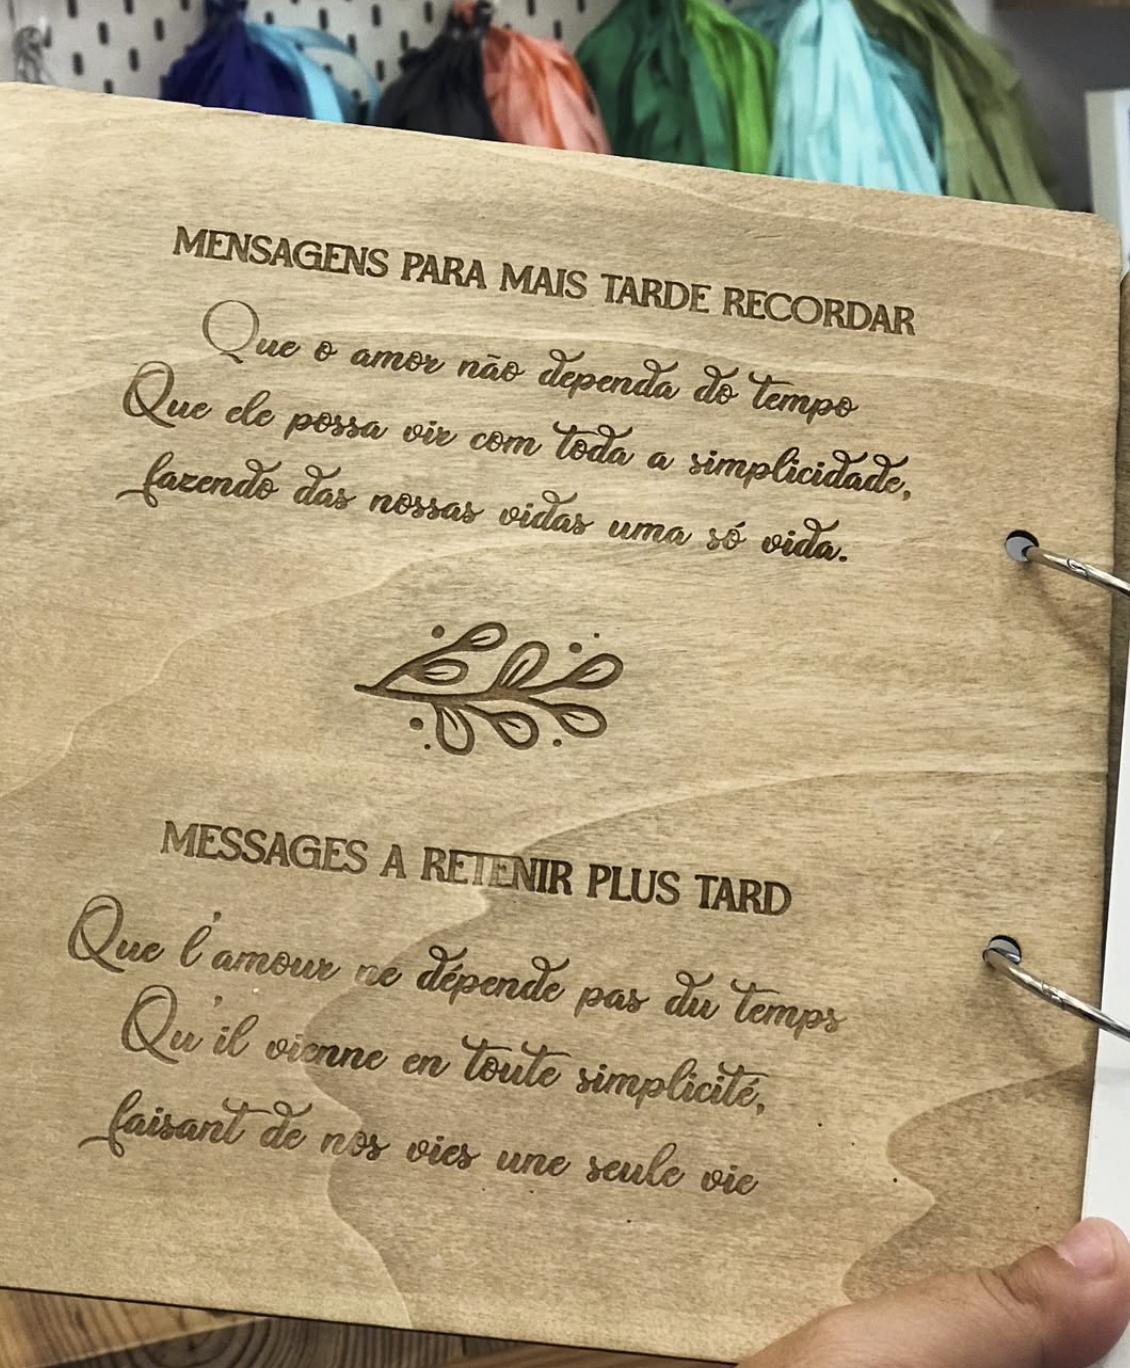 MENSAGENS PARA MAIS TARDE RECORDAR
Que o amor não dependa do tempo
Que ele possa vir com toda a simplicidade,
fazendo das nossas vidas uma só vida.
MESSAGES A RETENIR PLUS TARD
Que l'amour ne dépende pas du temps
Qu'il vienne en toute simplicité,
faisant de nos vies une seule vie